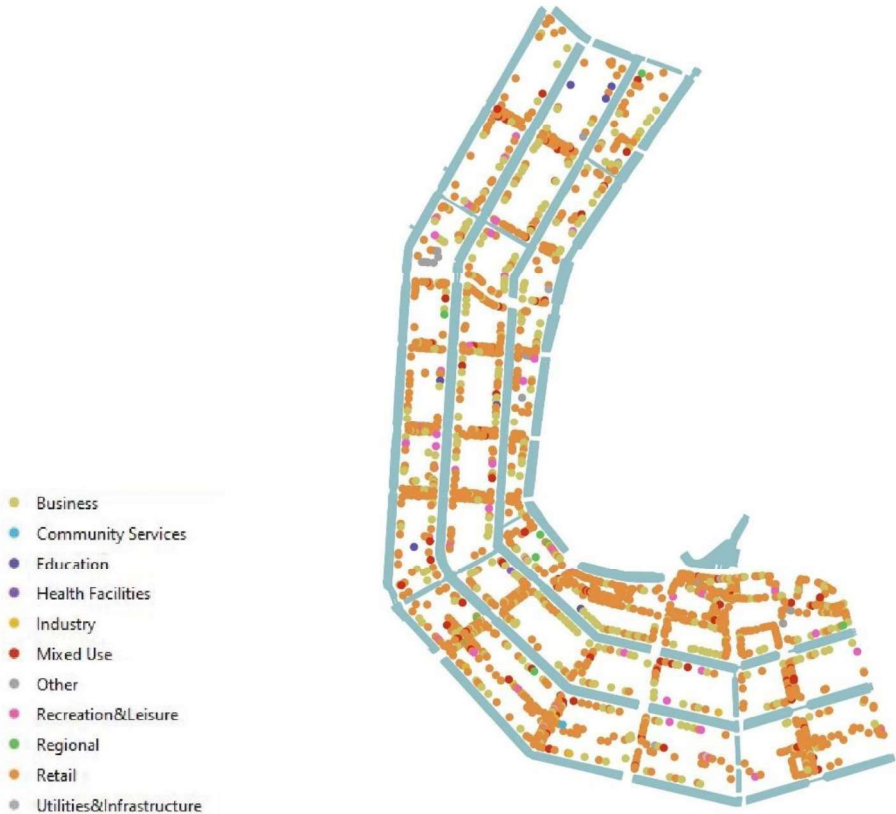 Business
Community Services
Education
Health Facilities
Industry
Mixed Use
Other
Recreation&Leisure
Regional
Retail
Utilities&Infrastructure